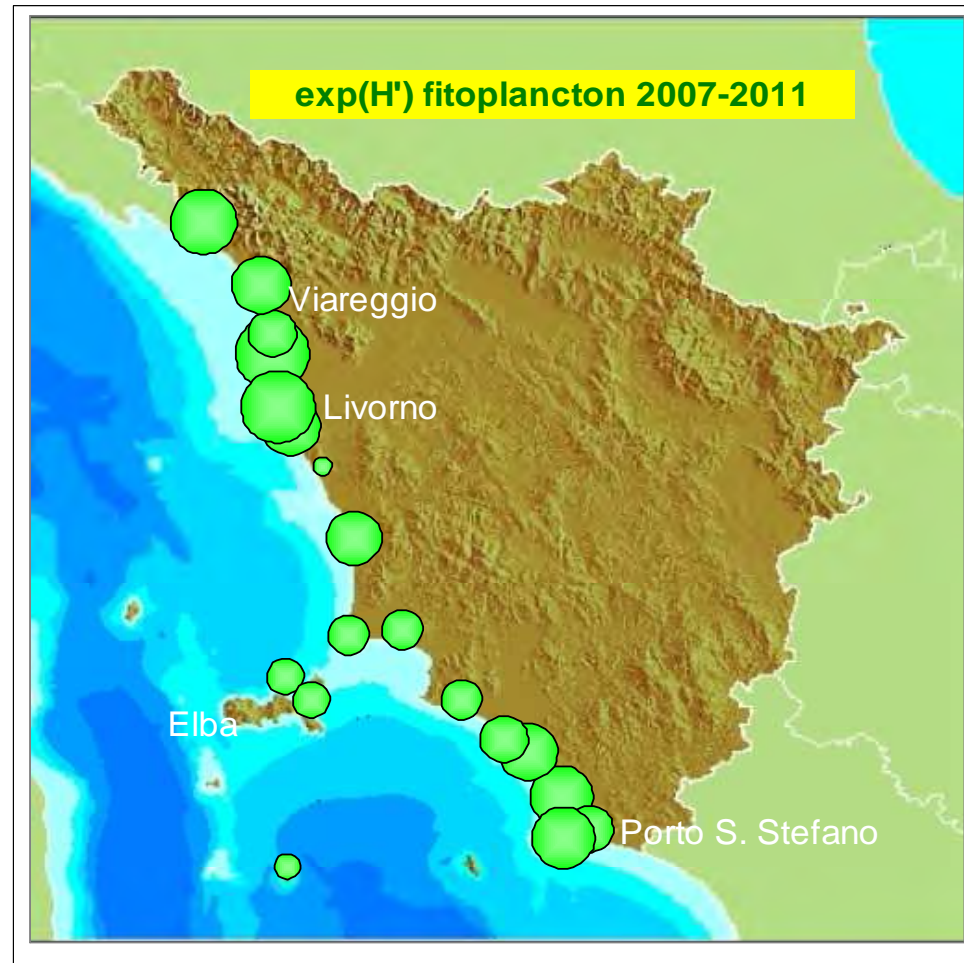 exp(H') fitoplancton 2007-2011
Viareggio
Livorno
Elba
Porto S. Stefano